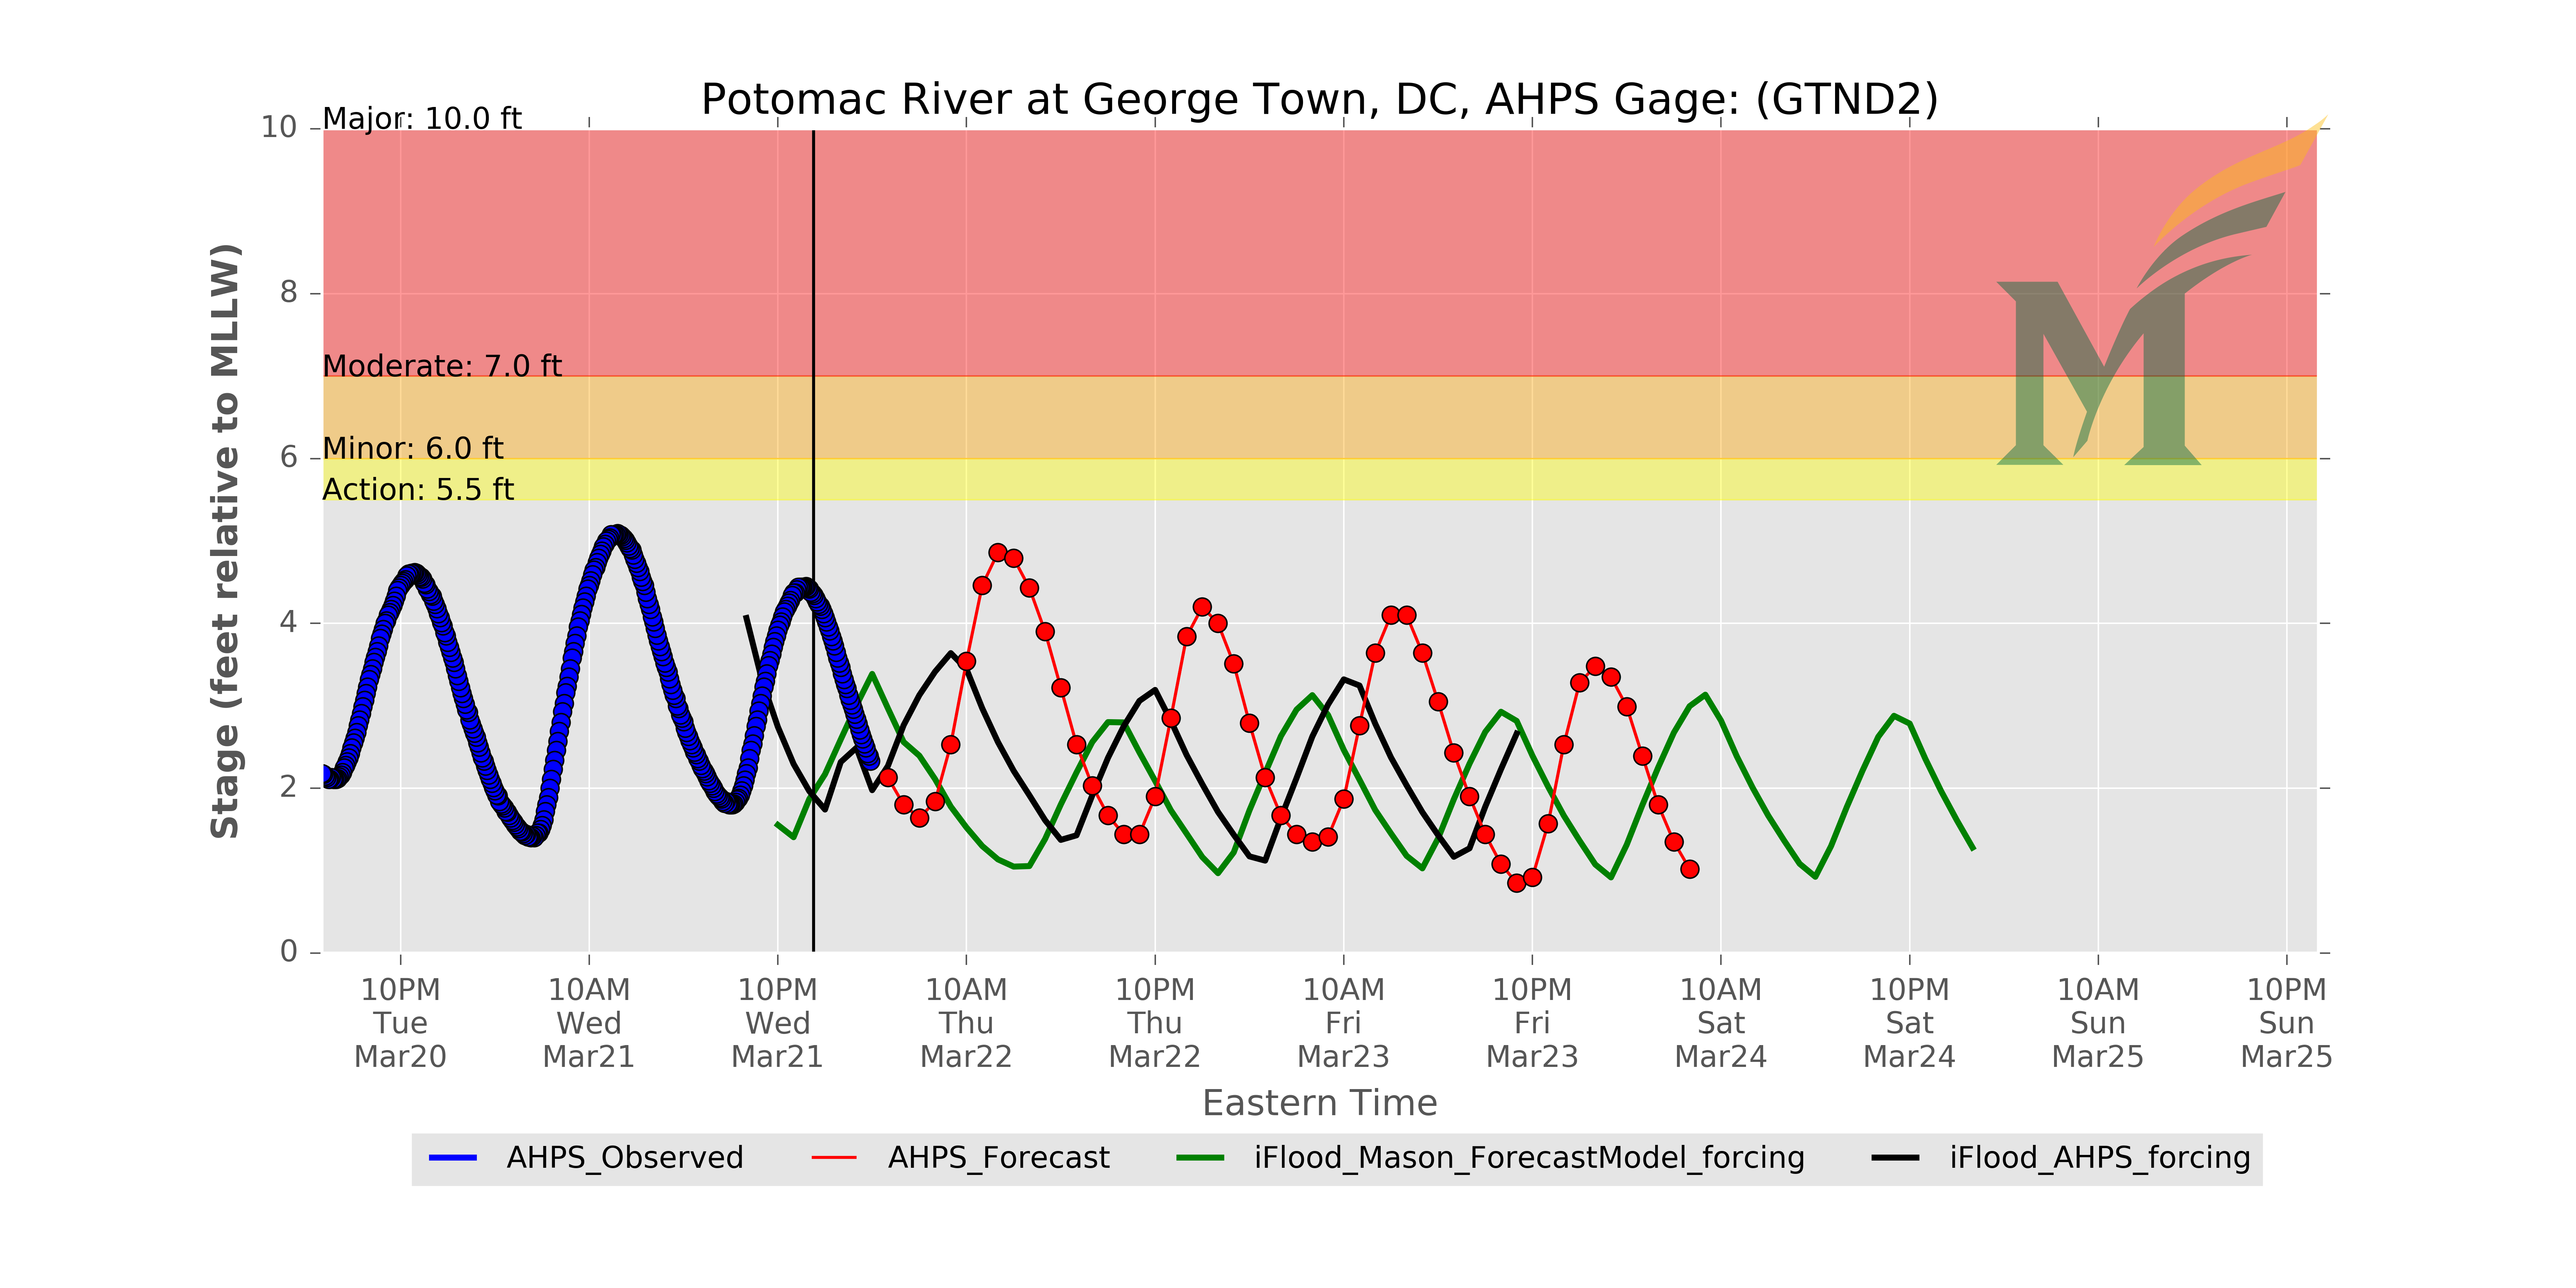 Potomac River at George Town, DC, AHPS Gage: (GTND2)
Stage (feet relative to MLLW)
10
8
6
4
2
0
Major: 10.0 ft
Moderate: 7.0 ft
Minor: 6.0 ft
Action: 5.5 ft
10PM 10AM 10PM 10AM 10PM 10AM 10PM 10AM 10PM 10AM 10PM
Tue Wed Wed Thu Thu Fri Fri Sat Sat Sun Sun
Mar20 Mar21 Mar21 Mar22 Mar22 Mar23 Mar23 Mar24 Mar24 Mar25 Mar25
Eastern Time
AHPS_Observed AHPS_Forecast iFlood_Mason_ForecastModel_forcing iFlood_AHPS_forcing
M